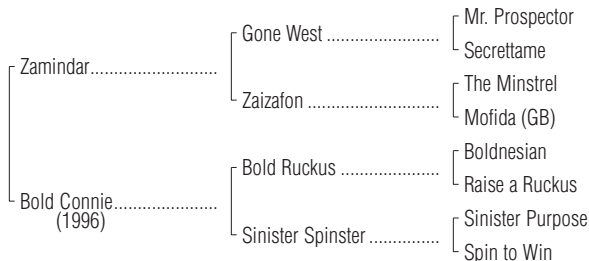 Mr. Prospector
Gone West ........................
Secrettame
Zamindar...........................
The Minstrel
Zaizafon ............................
Mofida (GB)
Boldnesian
Bold Ruckus .....................
Raise a Ruckus
Bold Connie......................
(1996)
Sinister Purpose
Sinister Spinster ...............
Spin to Win